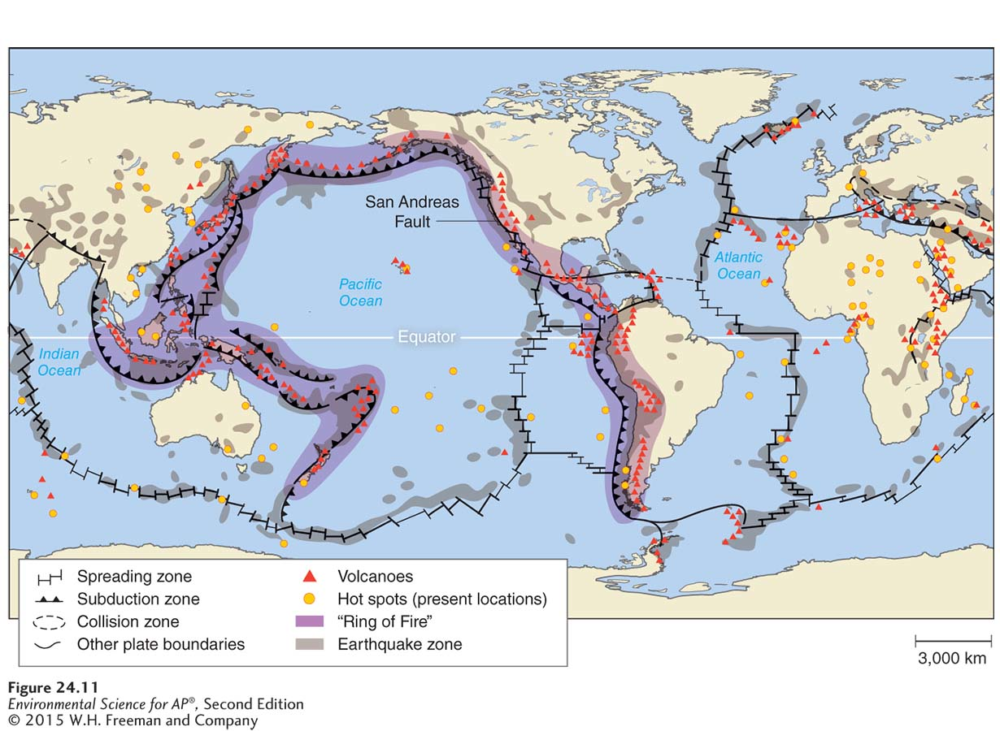 San Andreas
Fault
Pacific
Ocean
Atlantic
Ocean
Equator
Indian
Ocean
Spreading zone
Subduction zone
Collision zone
Other plate boundaries
Volcanoes
Hot spots (present locations)
“Ring of Fire”
Earthquake zone
3,000 km
Figure 24.11
Environmental Science for AP®, Second Edition
© 2015 W.H. Freeman and Company